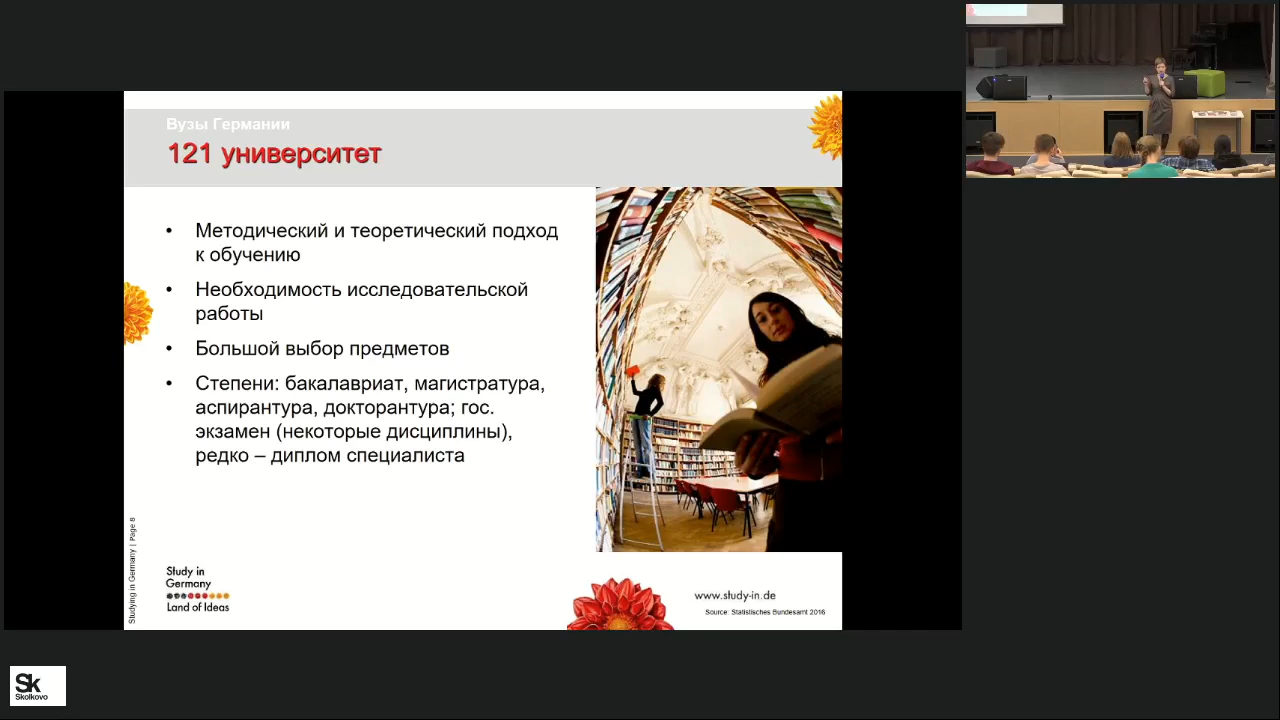 Вузы Германии
121 университет
• Методический и теоретический подход
к обучению
• Необходимость исследовательской
работы
• Большой выбор предметов
• Степени: бакалавриат, магистратура,
аспирантура, докторантура; гос.
экзамен (некоторые дисциплины),
редко – диплом специалиста
Studying in Germany | Page 8
Study in
Germany
Land of Ideas
www.study-in.de
Source: Statistisches Bundesamt 2016
Sk
Skolkovo